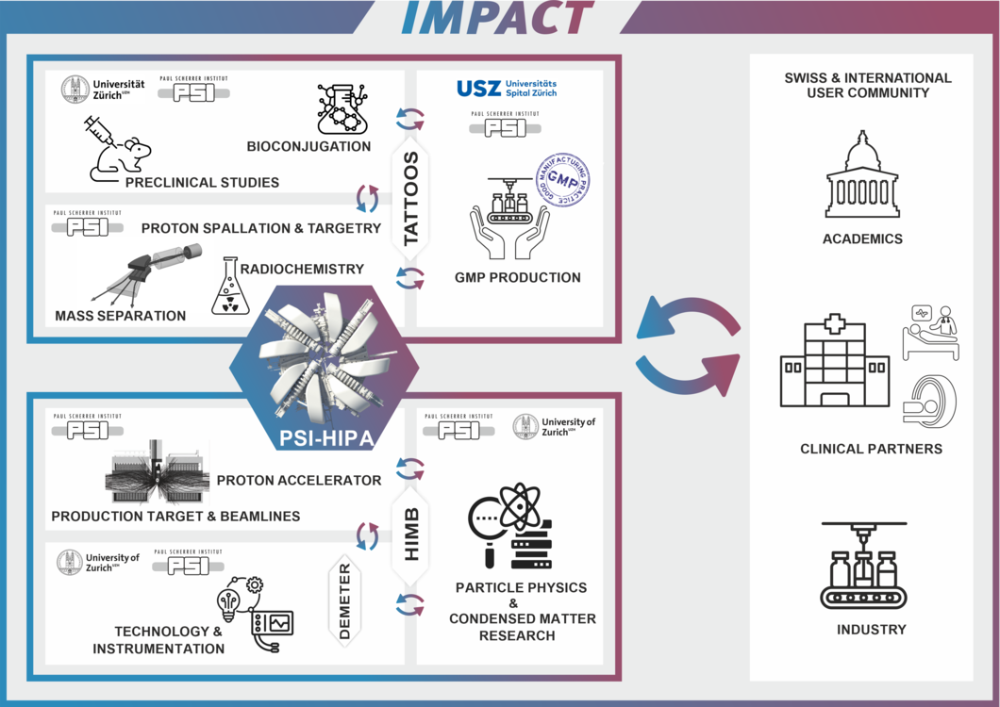 IMPACT
Universität
Zürich UZH
PAUL SCHERRER INSTITUT
PSI
BIOCONJUGATION
PRECLINICAL STUDIES
PAUL SCHERRER INSTITUT
PSI
PROTON SPALLATION & TARGETRY
RADIOCHEMISTRY
MASS SEPARATION
TATTOOS
USZ Universitäts
Spital Zürich
PAUL SCHERRER INSTITUT
PSI
GOOD MANUFACTURING PRACTICE
GMP
GMP PRODUCTION
PSI-HIPA
PAUL SCHERRER INSTITUT
PSI
PROTON ACCELERATOR
PRODUCTION TARGET & BEAMLINES
University of
Zurich UZH
PAUL SCHERRER INSTITUT
PSI
TECHNOLOGY &
INSTRUMENTATION
DEMETER
HIMB
PAUL SCHERRER INSTITUT
PSI
University of
Zurich UZH
PARTICLE PHYSICS
&
CONDENSED MATTER
RESEARCH
SWISS & INTERNATIONAL
USER COMMUNITY
ACADEMICS
CLINICAL PARTNERS
INDUSTRY